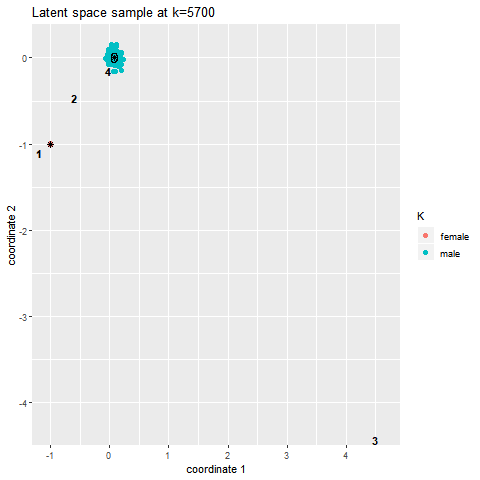 Latent space sample at k=5700
0
4
2
-1
1
-2
-3
-4
3
-1
0
1
2
3
4
coordinate 1
coordinate 2
K
female
male